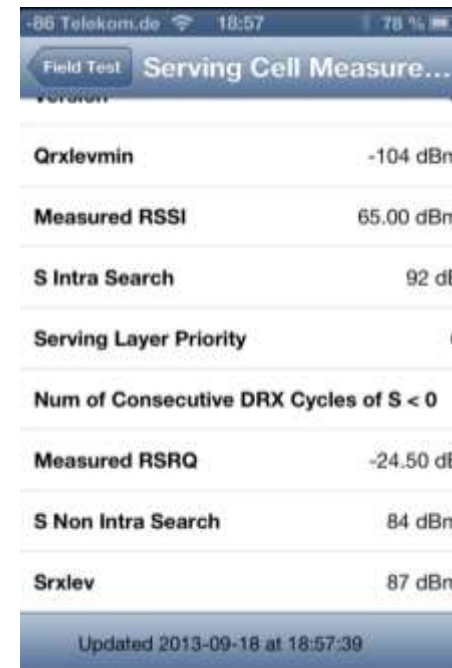 -86 Telekom.de 18:57 78 %
Field Test Serving Cell Measure...
Version
Qrxlevmin -104 dBm
Measured RSSI 65.00 dBm
S Intra Search 92 dB
Serving Layer Priority
Num of Consecutive DRX Cycles of S < 0
Measured RSRQ -24.50 dB
S Non Intra Search 84 dBm
Srxlev 87 dBm
Updated 2013-09-18 at 18:57:39